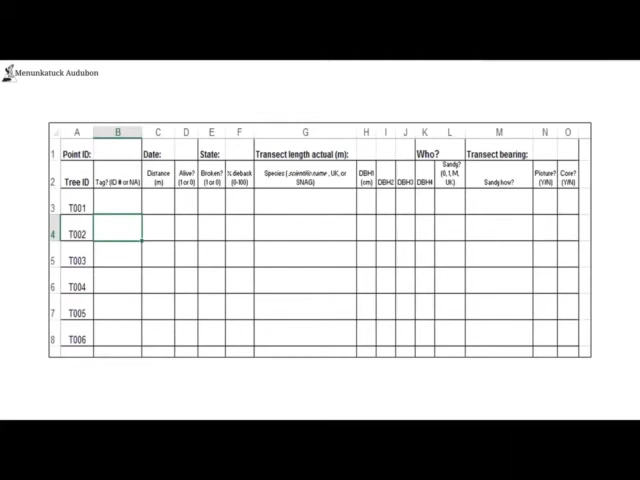 Menunkatuck Audubon
A B C D E F G H I J K L M N O
1 Point ID: Date: State: Transect length actual (m): Who? Transect bearing:
2 Tree ID Tag? (ID # or NA) Distance (m) Alive? (1 or 0) Broken? (1 or 0) % dieback (0-100) Species (scientific name, UK, or SNAG) DBH1 (cm) DBH2 DBH3 DBH4 Sandy? (0, 1, M, UK) Sandy how? Picture? (Y/N) Core? (Y/N)
3 T001
4 T002
5 T003
6 T004
7 T005
8 T006